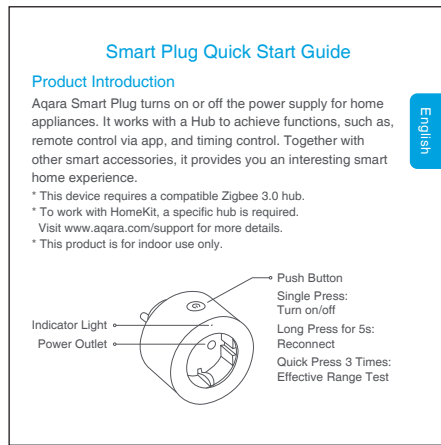 Smart Plug Quick Start Guide
Product Introduction
Aqara Smart Plug turns on or off the power supply for home
appliances. It works with a Hub to achieve functions, such as,
remote control via app, and timing control. Together with
other smart accessories, it provides you an interesting smart
home experience.
* This device requires a compatible Zigbee 3.0 hub.
* To work with HomeKit, a specific hub is required.
Visit www.aqara.com/support for more details.
* This product is for indoor use only.
English
Push Button
Single Press:
Turn on/off
Long Press for 5s:
Reconnect
Quick Press 3 Times:
Effective Range Test
Indicator Light
Power Outlet